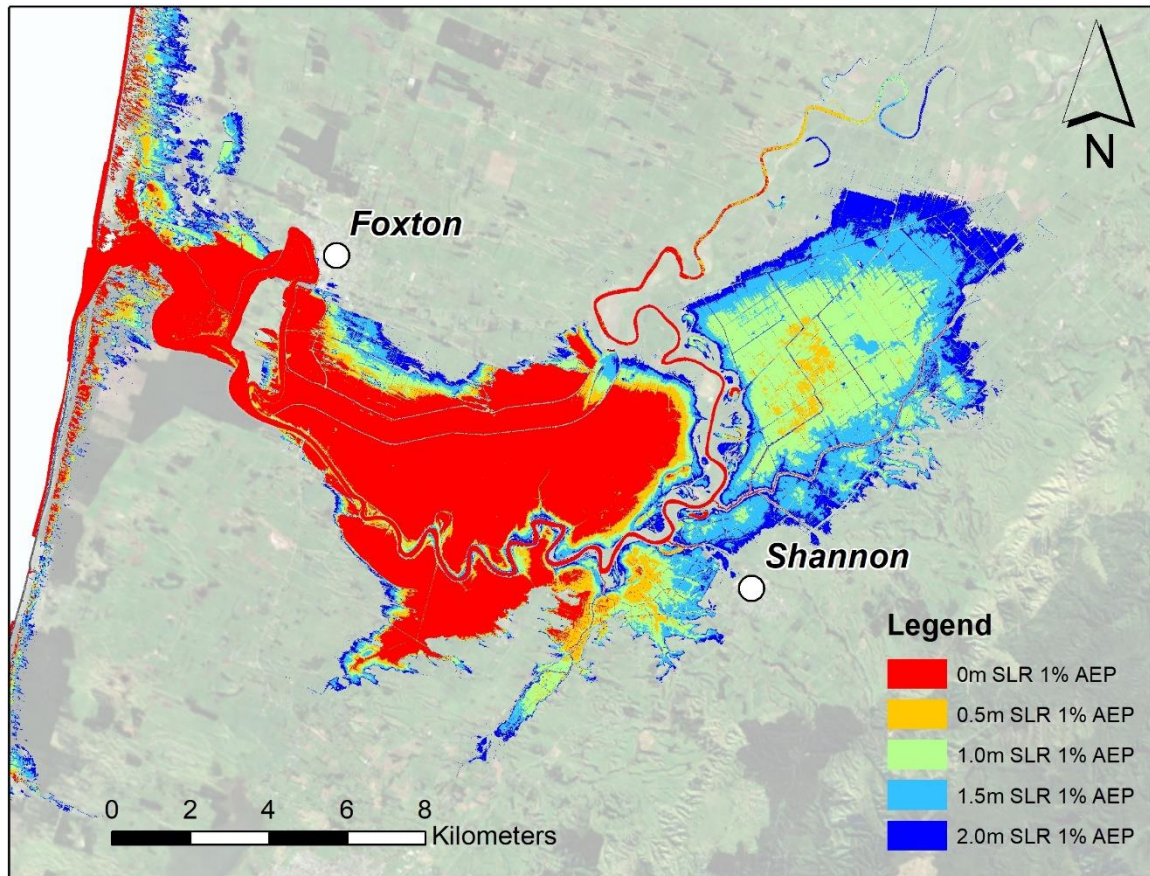 N
Foxton
Shannon
Legend
0m SLR 1% AEP
0.5m SLR 1% AEP
1.0m SLR 1% AEP
1.5m SLR 1% AEP
2.0m SLR 1% AEP
0 2 4 6 8
Kilometers